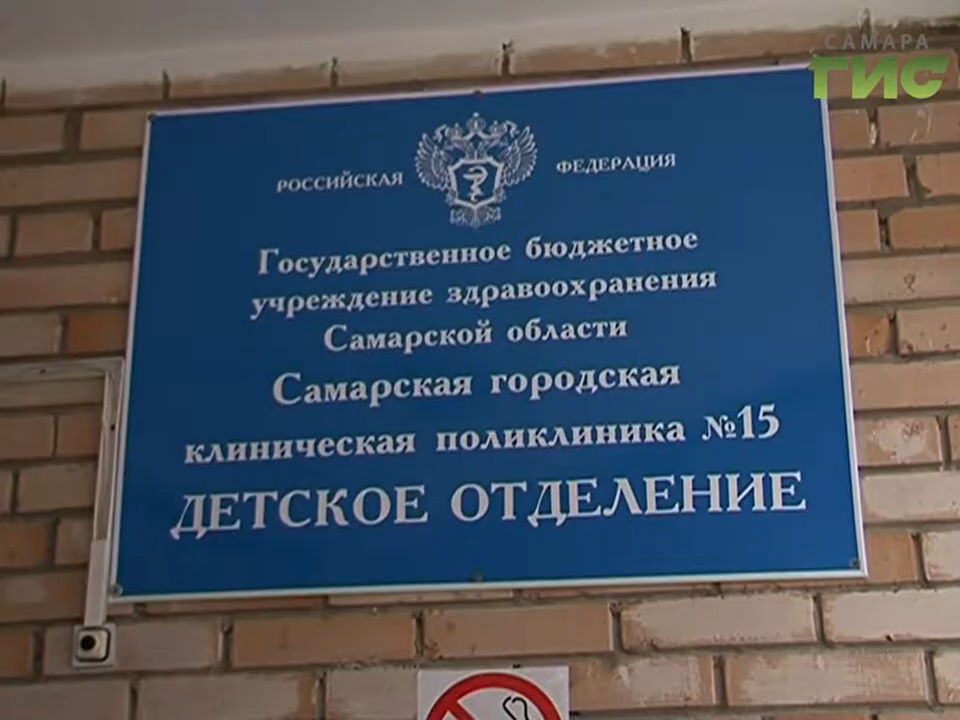 САМАРА
ГИС
РОССИЙСКАЯ ФЕДЕРАЦИЯ
Государственное бюджетное
учреждение здравоохранения
Самарской области
Самарская городская
клиническая поликлиника №15
ДЕТСКОЕ ОТДЕЛЕНИЕ